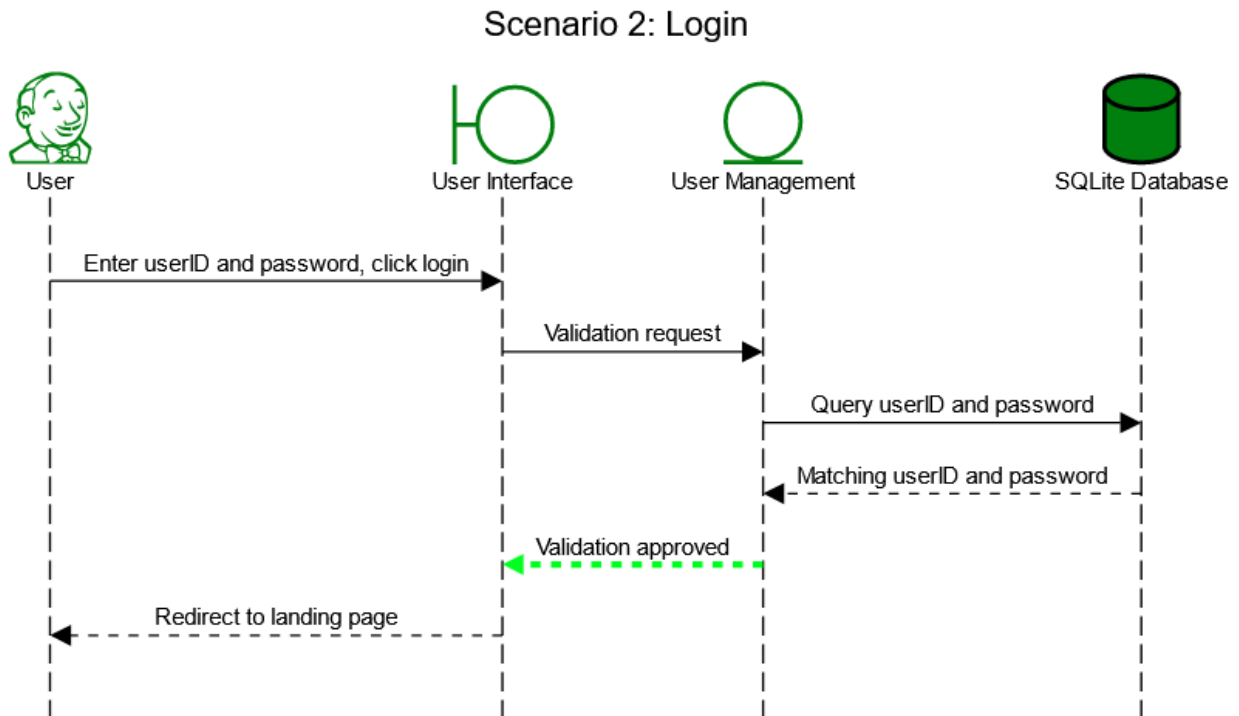 Scenario 2: Login
User
User Interface
User Management
SQLite Database
Enter userID and password, click login
Validation request
Query userID and password
Matching userID and password
Validation approved
Redirect to landing page